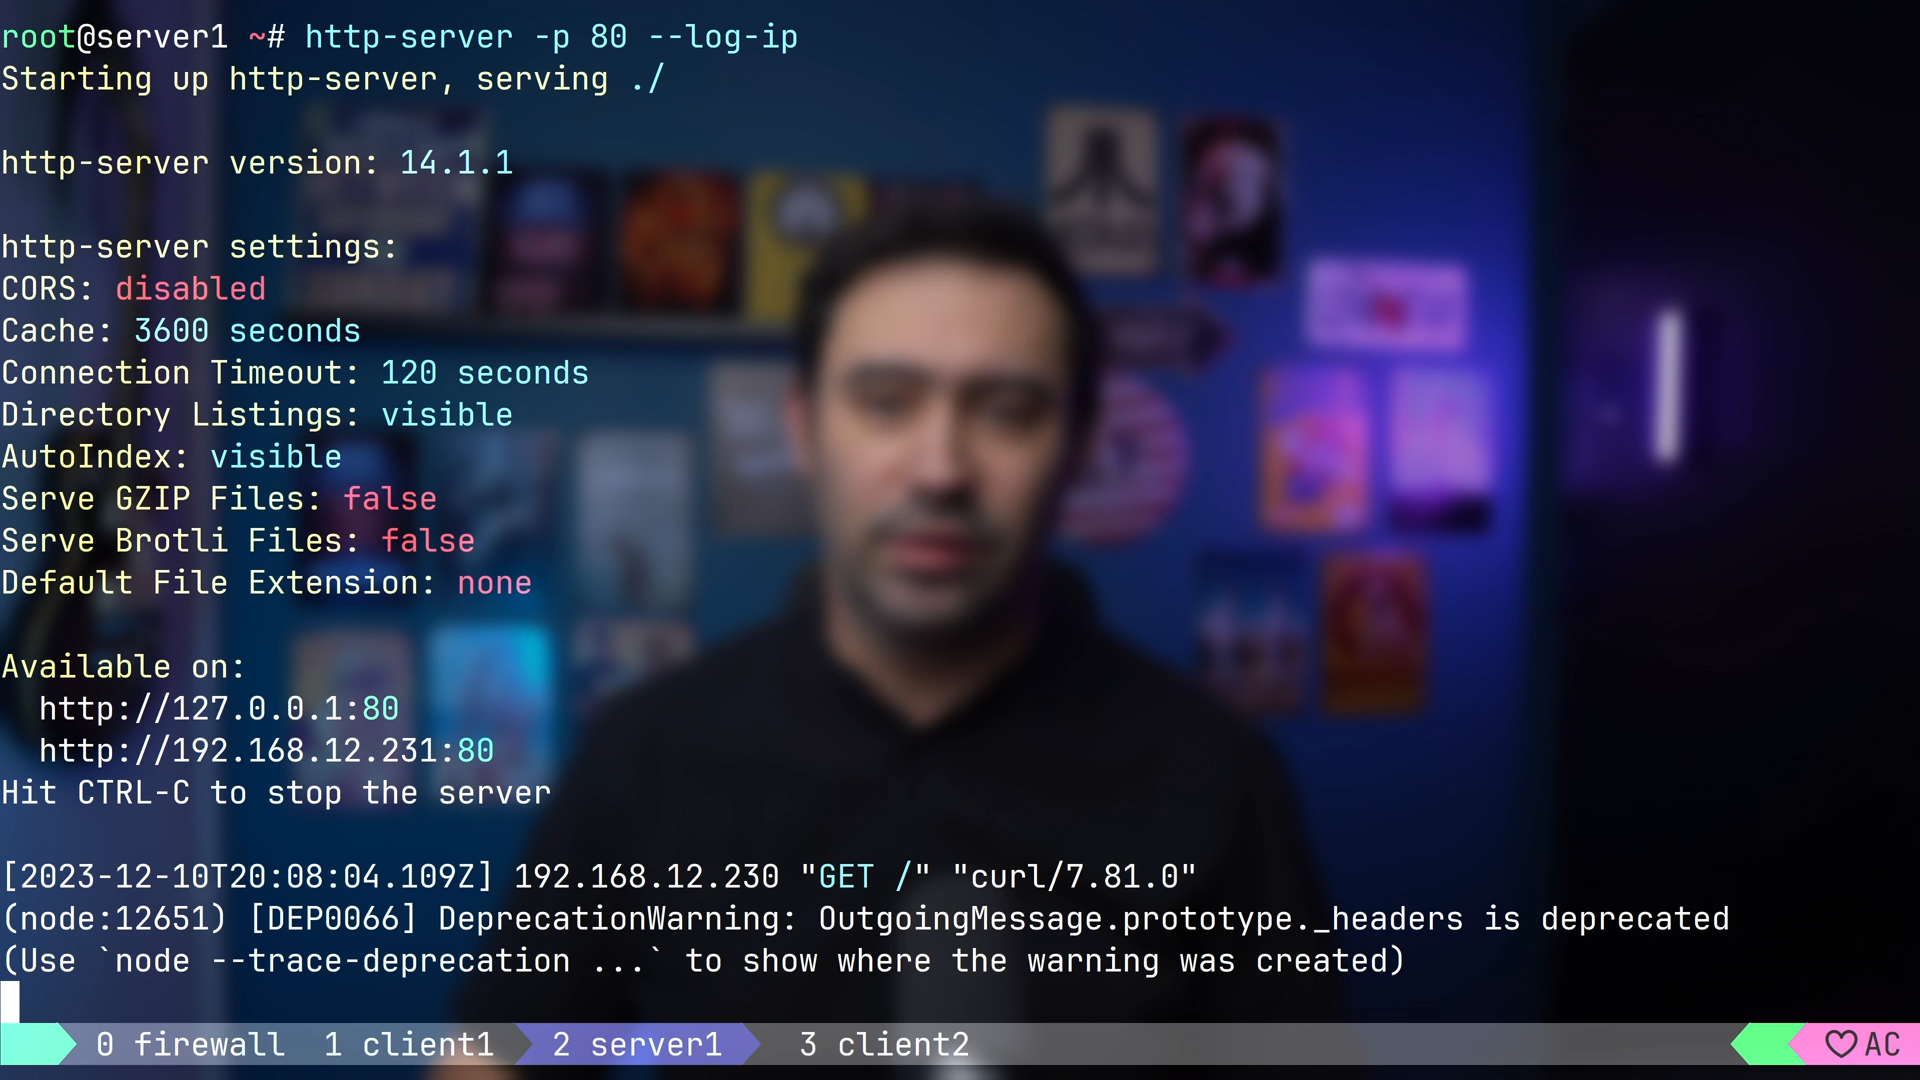 root@server1 ~# http-server -p 80 --log-ip
Starting up http-server, serving ./
http-server version: 14.1.1
http-server settings:
CORS: disabled
Cache: 3600 seconds
Connection Timeout: 120 seconds
Directory Listings: visible
AutoIndex: visible
Serve GZIP Files: false
Serve Brotli Files: false
Default File Extension: none
Available on:
  http://127.0.0.1:80
  http://192.168.12.231:80
Hit CTRL-C to stop the server
[2023-12-10T20:08:04.109Z] 192.168.12.230 "GET /" "curl/7.81.0"
(node:12651) [DEP0066] DeprecationWarning: OutgoingMessage.prototype._headers is deprecated
(Use `node --trace-deprecation ...` to show where the warning was created)
0 firewall 1 client1 2 server1 3 client2 ♡ AC